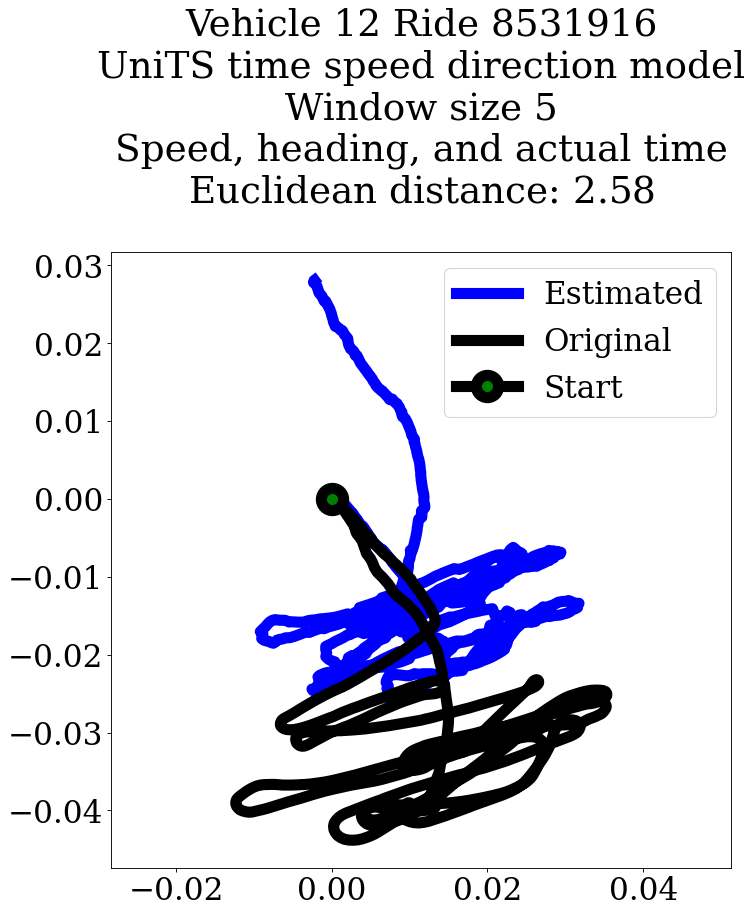 Vehicle 12 Ride 8531916
UniTS time speed direction model
Window size 5
Speed, heading, and actual time
Euclidean distance: 2.58
Estimated
Original
Start
0.03
0.02
0.01
0.00
−0.01
−0.02
−0.03
−0.04
−0.02 0.00 0.02 0.04